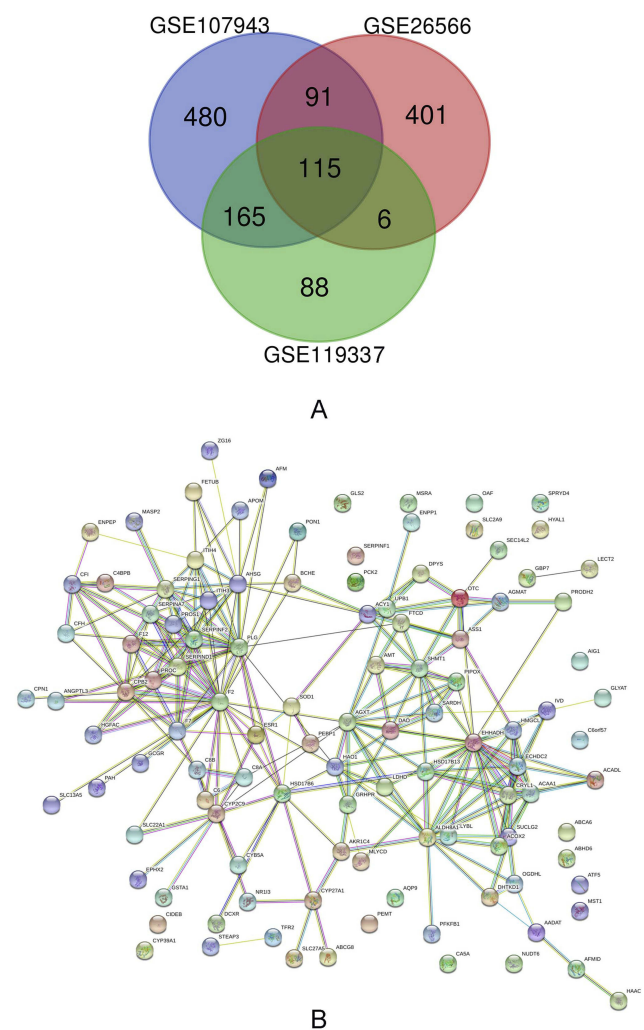 GSE107943 GSE26566
480 91 401
115
165 6
88
GSE119337
A
ZG16
FETUB
AFM
APOM
MASP2
PON1
ENPEP
ITIH4
GLS2
MSRA
OAF
SPRYD4
ENPP1
SLC2A9
HYAL1
SERPINF1
SEC14L2
CFI
C4BPB
SERPING1
AHSG
BCHE
PCK2
DPYS
GBP7
LECT2
ITIH3
SERPINA7
PROS1
ACY1
UPB1
OTC
AGMAT
PRODH2
CFH
F12
SERPINF2
PLG
FTCD
ASS1
PROC
SERPIND1
AMT
SHMT1
AIG1
CPN1
ANGPTL3
CPB2
F2
SOD1
PIPOX
GLYAT
SARDH
IVD
HGFAC
F7
ESR1
AGXT
DAO
HMGCL
C6orf57
PEBP1
EHHADH
GCGR
C8B
C8A
HAO1
HSD17B13
ECHDC2
PAH
LDHD
ACADL
SLC13A5
C6
HSD17B6
CRYL1
ACAA1
CYP2C9
GRHPR
SLC22A1
ALDH8A1
LYBL
SUCLG2
ABCA6
ACOX2
AKR1C4
MLYCD
CYB5A
ABHD6
EPHX2
OGDHL
ATF5
GSTA1
NR1I3
CYP27A1
AQP9
DHTKD1
MST1
CIDEB
DCXR
PEMT
PFKFB1
AADAT
STEAP3
TFR2
CYP39A1
SLC27A5
ABCG8
CA5A
NUDT6
AFMID
HAAC
B